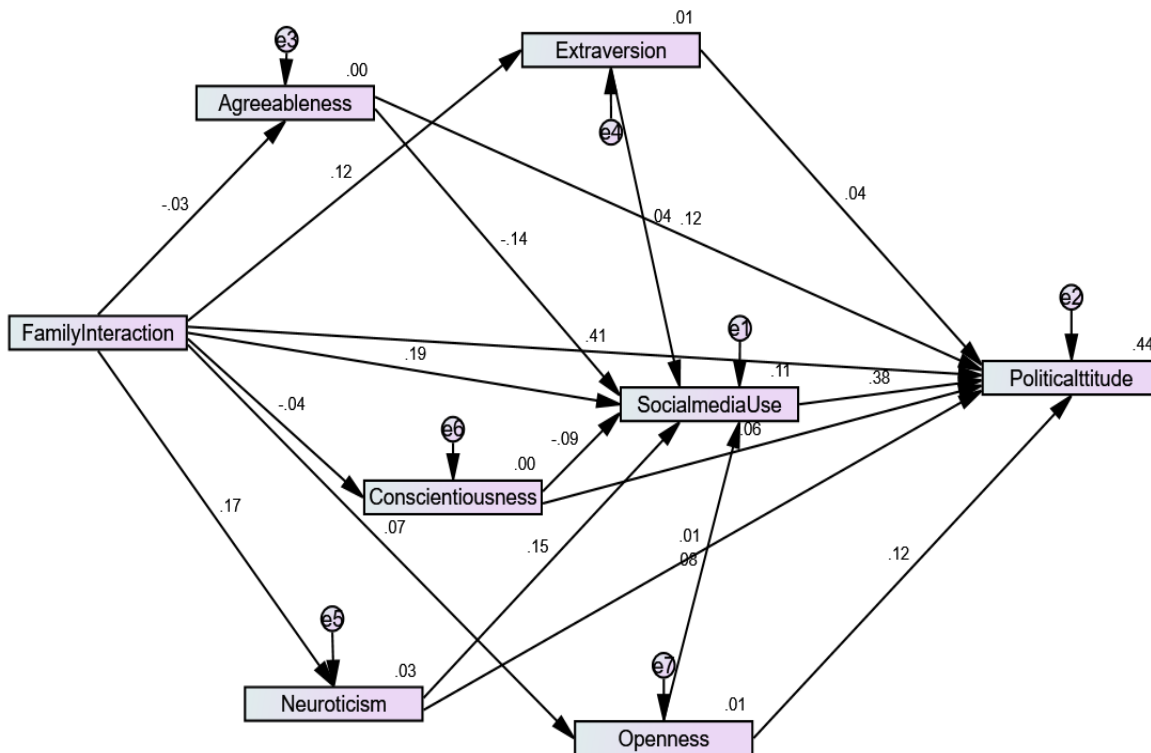 .01
e3
Extraversion
.00
Agreeableness
e4
.12
.04
-.03
04
.12
-.14
e2
FamilyInteraction
e1
.41
.44
.19
.11
.38
Politicalttitude
SocialmediaUse
-.04
e6
-.09
.06
.00
Conscientiousness
.17
.07
.01
.15
.12
08
e5
e7
.03
Neuroticism
.01
Openness